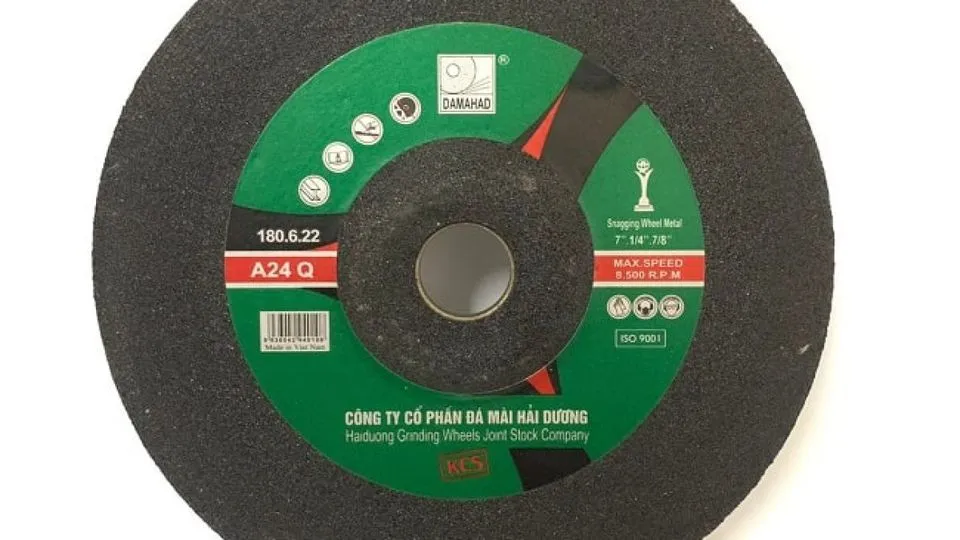 DAMAHAD
®
180.6.22
A24 Q
Made in Viet Nam
Snagging Wheel Metal
7".1/4".7/8"
MAX.SPEED
8.500 R.P.M
ISO 9001
CÔNG TY CỔ PHẦN ĐÁ MÀI HẢI DƯƠNG
Haiduong Grinding Wheels Joint Stock Company
KCS